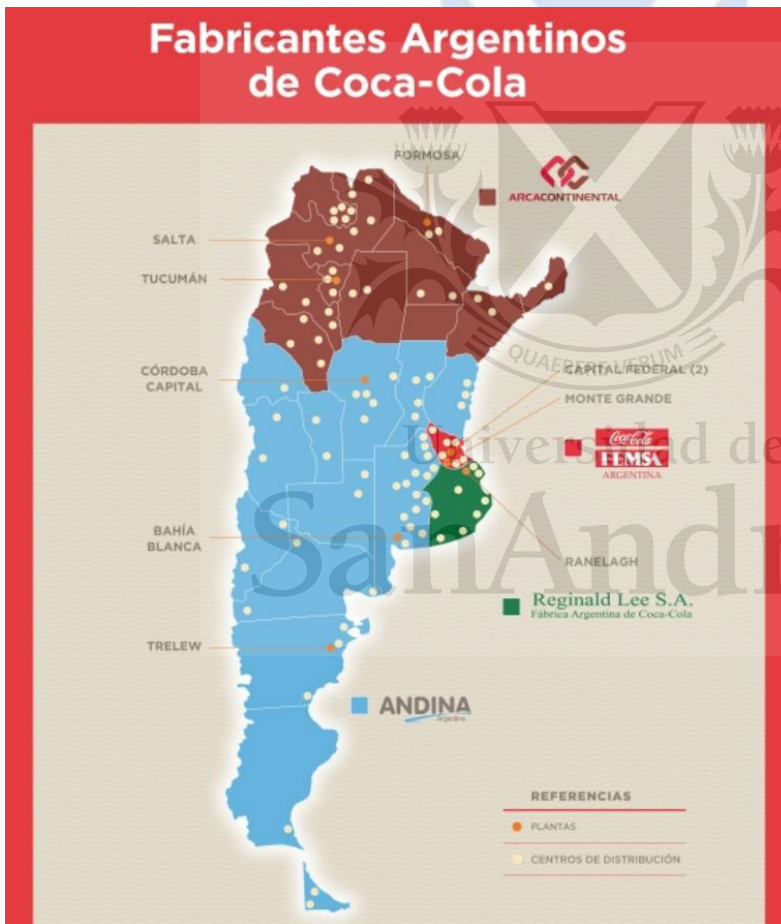 Fabricantes Argentinos
de Coca-Cola
FORMOSA
ARCACONTINENTAL
SALTA
TUCUMÁN
QUAERERE VERUM
CÓRDOBA
CAPITAL
CAPITAL FEDERAL (2)
MONTE GRANDE
Coca-Cola
FEMSA
ARGENTINA
Universidad de
SanAndr
BAHÍA
BLANCA
RANELAGH
Reginald Lee S.A.
Fábrica Argentina de Coca-Cola
TRELEW
ANDINA
Argentina
REFERENCIAS
PLANTAS
CENTROS DE DISTRIBUCIÓN